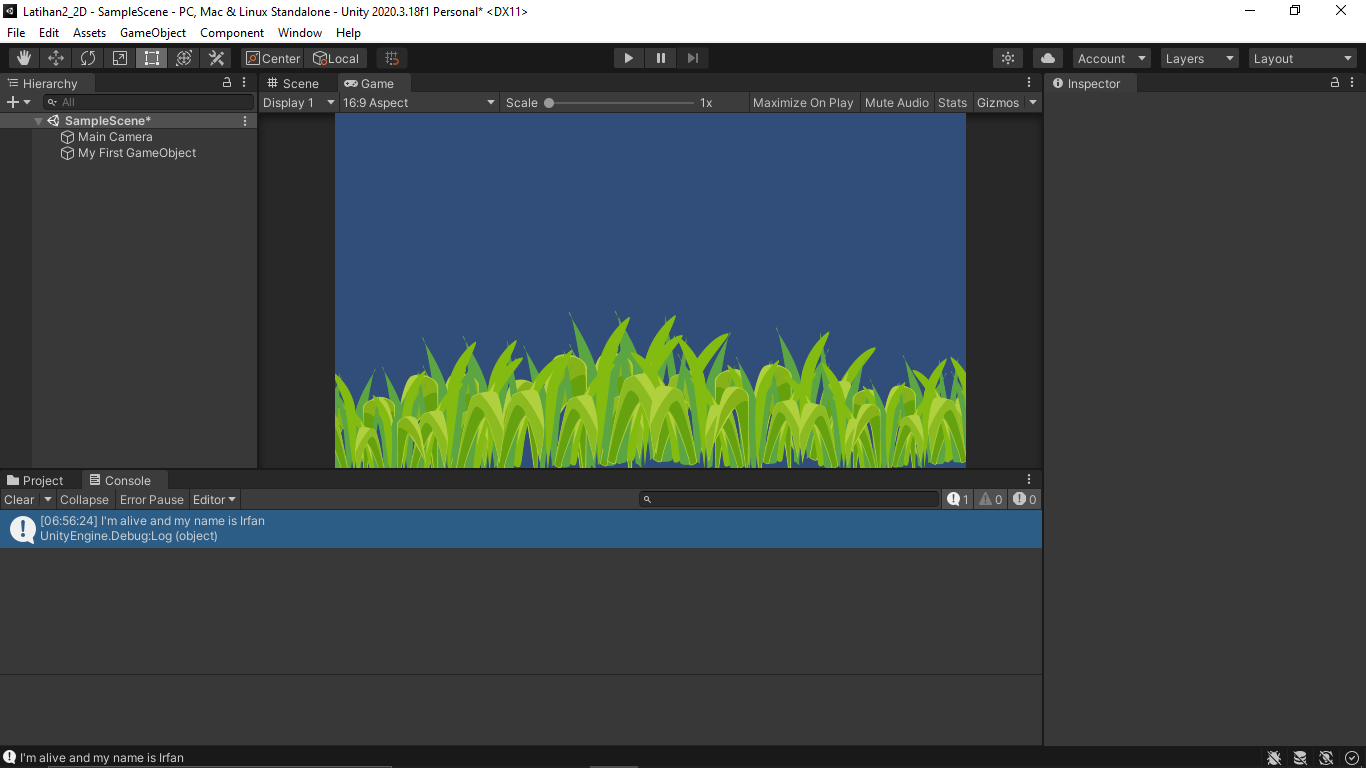 Latihan2_2D - SampleScene - PC, Mac & Linux Standalone - Unity 2020.3.18f1 Personal* <DX11>
File Edit Assets GameObject Component Window Help
Center Local Account Layers Layout
Hierarchy
All
SampleScene*
Main Camera
My First GameObject
Scene Game
Display 1 16:9 Aspect Scale 1x Maximize On Play Mute Audio Stats Gizmos
Inspector
Project Console
Clear Collapse Error Pause Editor 1 0 0
[06:56:24] I'm alive and my name is Irfan
UnityEngine.Debug:Log (object)
I'm alive and my name is Irfan